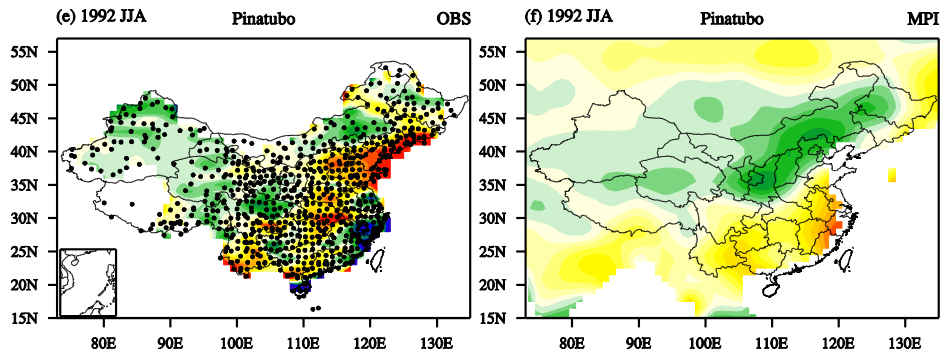 (e) 1992 JJA Pinatubo OBS
55N
50N
45N
40N
35N
30N
25N
20N
15N
80E 90E 100E 110E 120E 130E
(f) 1992 JJA Pinatubo MPI
55N
50N
45N
40N
35N
30N
25N
20N
15N
80E 90E 100E 110E 120E 130E